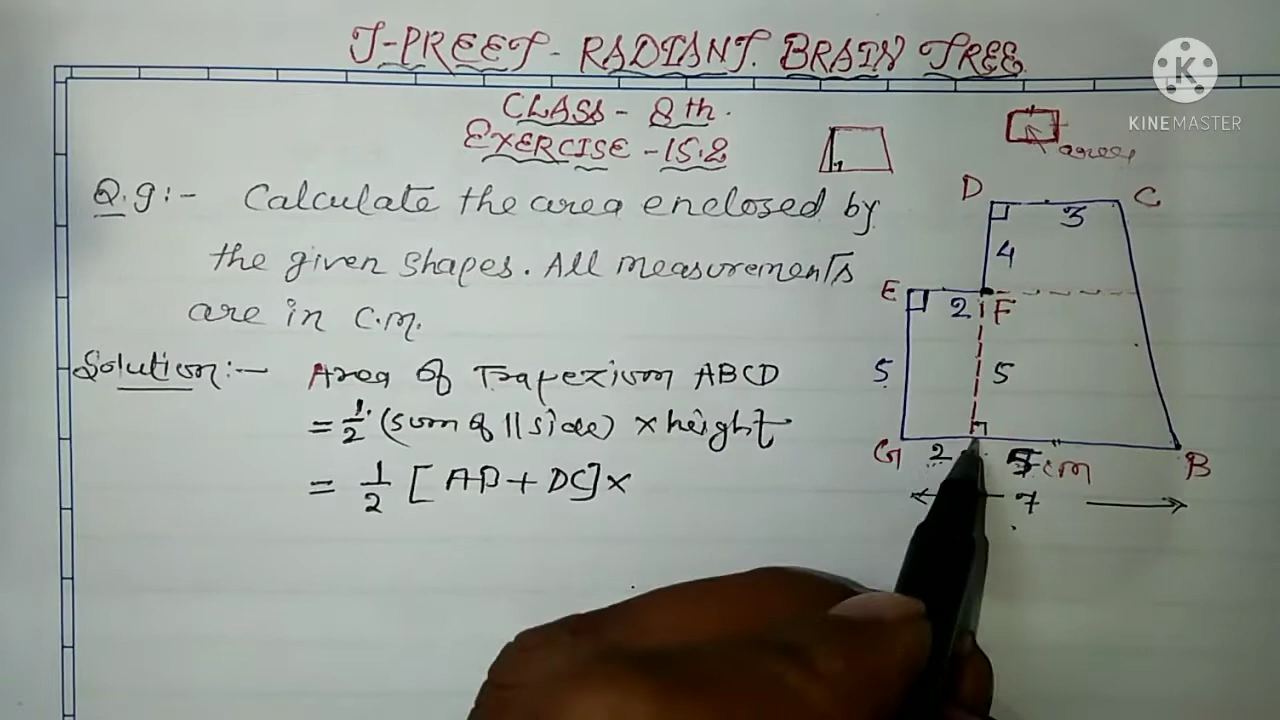 J-PREET-RADIANT. BRAIN TREE
KINEMASTER
CLASS - 8th.
EXERCISE - 15.2
area
Q.9:- Calculate the area enclosed by
the given shapes. All measurements
are in C.M.
Solution:- Area of Trapezium ABCD
= 1/2 (sum of || side) x height
= 1/2 [AB + DC] x
D C
3
4
E 2 F
5 5
G 2 5 cm B
7